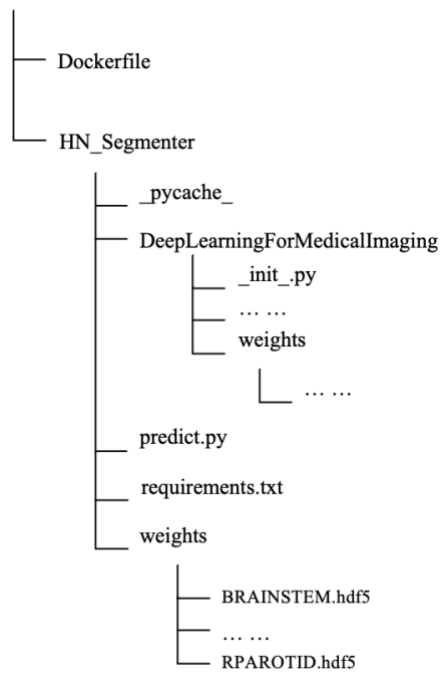 Dockerfile
HN_Segmenter
_pycache_
DeepLearningForMedicalImaging
_init_.py
... ...
weights
... ...
predict.py
requirements.txt
weights
BRAINSTEM.hdf5
... ...
RPAROTID.hdf5